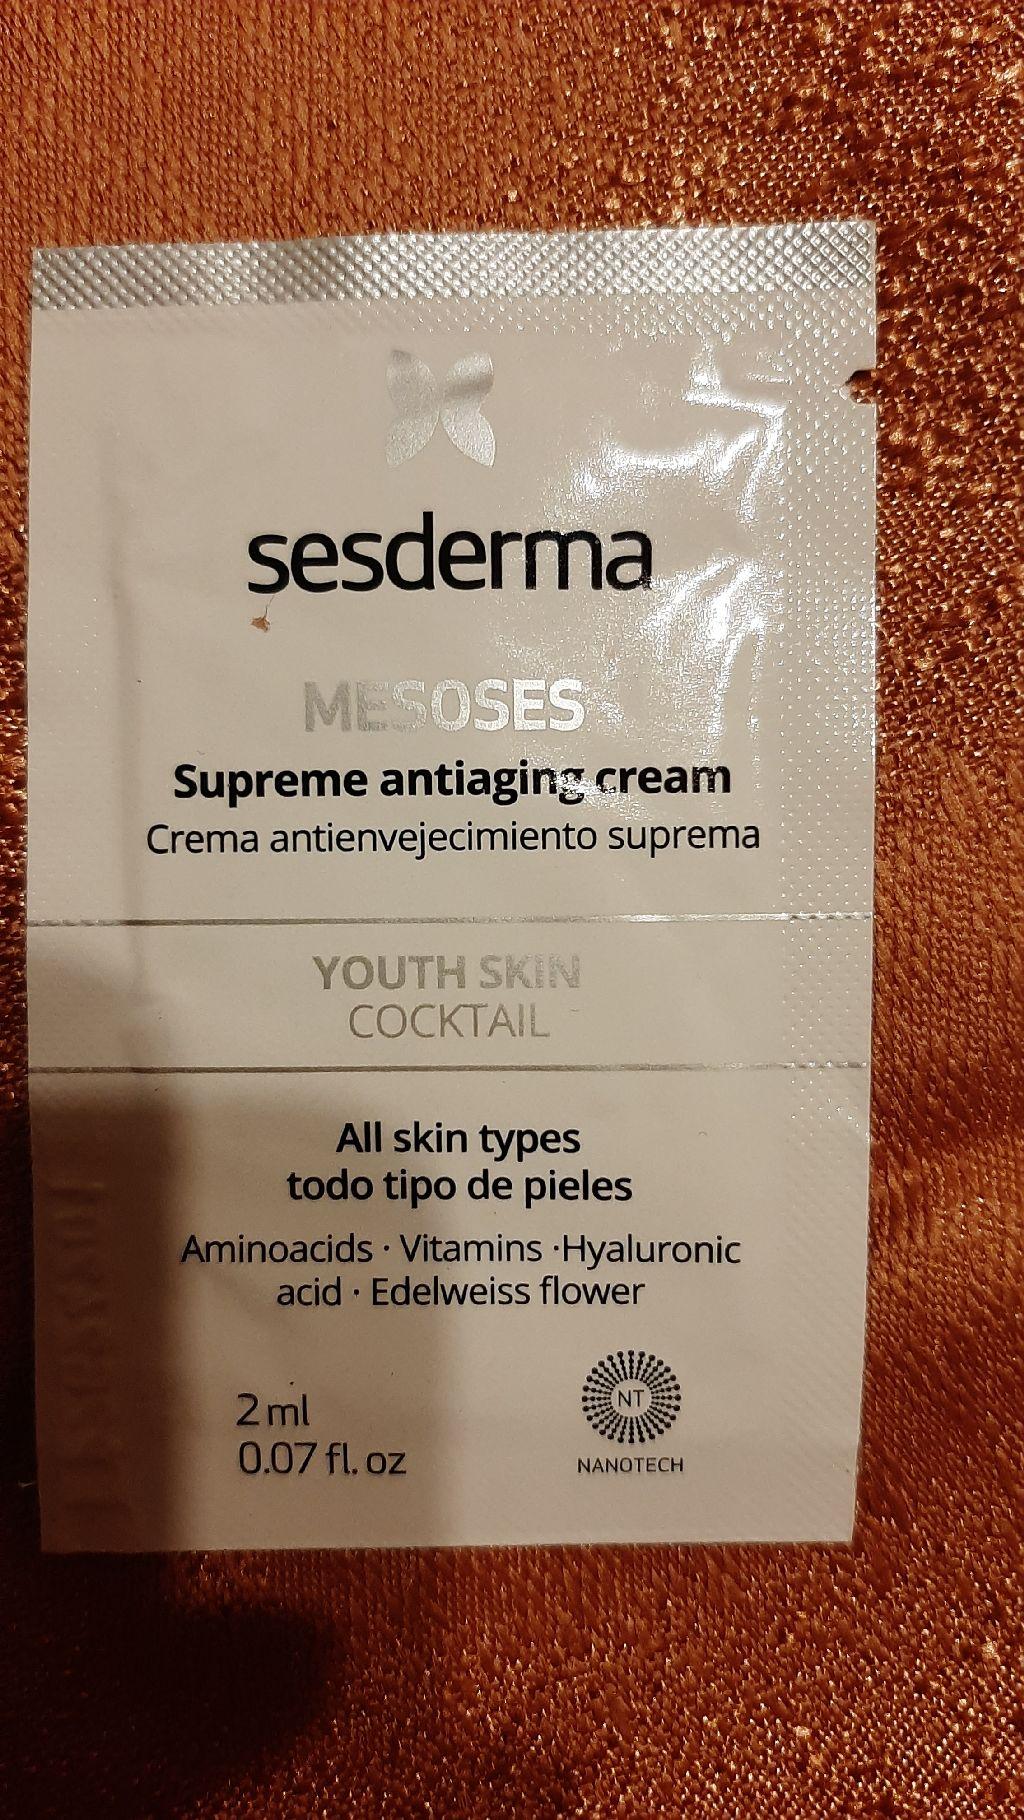 sesderma
MESOSES
Supreme antiaging cream
Crema antienvejecimiento suprema
YOUTH SKIN
COCKTAIL
All skin types
todo tipo de pieles
Aminoacids · Vitamins ·Hyaluronic
acid · Edelweiss flower
2 ml
0.07 fl. oz
NT
NANOTECH